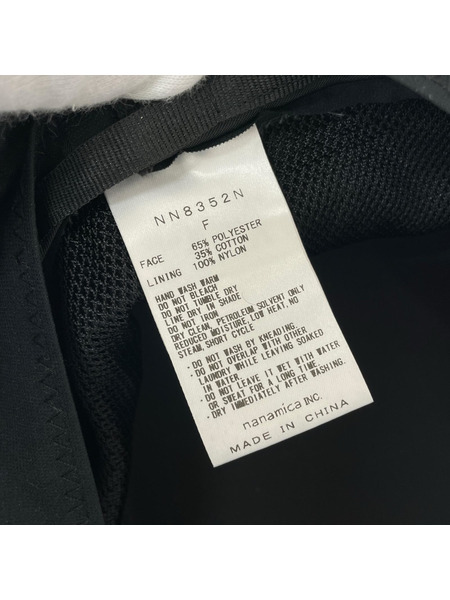 NN8352N
F
FACE 65% POLYESTER
35% COTTON
LINING 100% NYLON
HAND WASH WARM
DO NOT BLEACH
DO NOT TUMBLE DRY
LINE DRY IN SHADE
DO NOT IRON
DRY CLEAN, PETROLEUM SOLVENT ONLY
REDUCED MOISTURE, LOW HEAT, NO
STEAM, SHORT CYCLE
・DO NOT WASH BY KNEADING.
・DO NOT OVERLAP WITH OTHER
LAUNDRY WHILE LEAVING SOAKED
IN WATER.
・DO NOT LEAVE IT WET WITH WATER
OR SWEAT FOR A LONG TIME.
・DRY IMMEDIATELY AFTER WASHING.
nanamica INC.
MADE IN CHINA